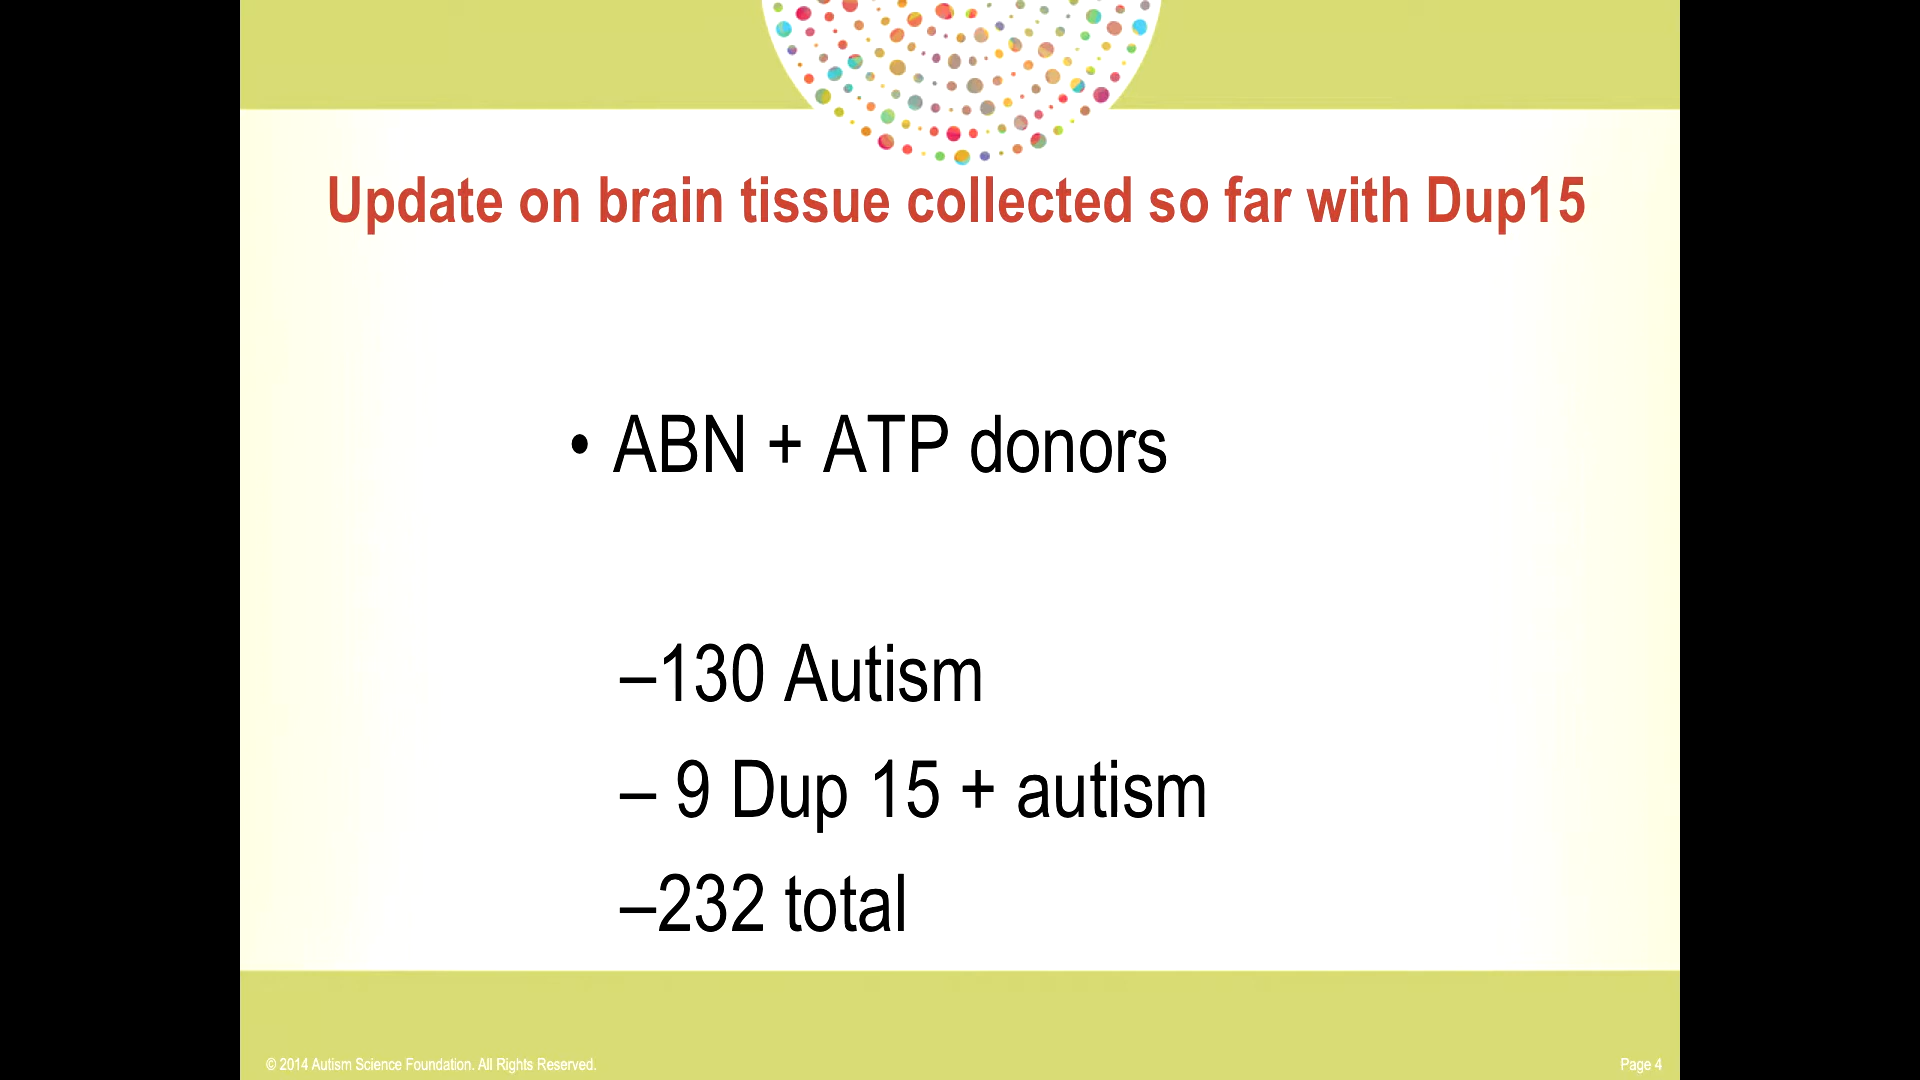 Update on brain tissue collected so far with Dup15
• ABN + ATP donors
–130 Autism
– 9 Dup 15 + autism
–232 total
© 2014 Autism Science Foundation. All Rights Reserved.
Page 4